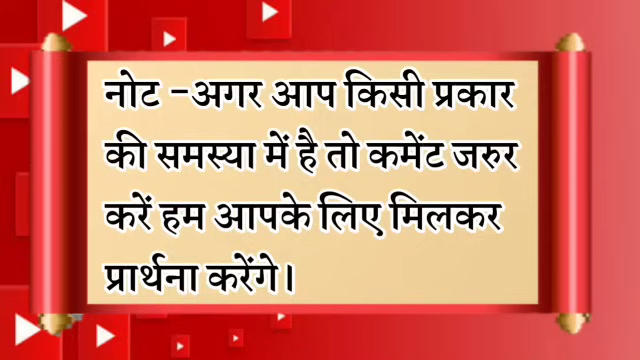 नोट -अगर आप किसी प्रकार
की समस्या में है तो कमेंट जरुर
करें हम आपके लिए मिलकर
प्रार्थना करेंगे।